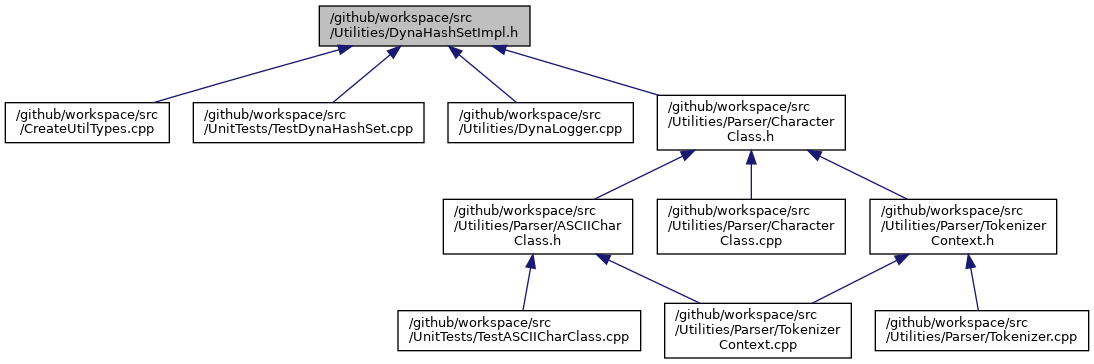 /github/workspace/src
/Utilities/DynaHashSetImpl.h
/github/workspace/src
/CreateUtilTypes.cpp
/github/workspace/src
/UnitTests/TestDynaHashSet.cpp
/github/workspace/src
/Utilities/DynaLogger.cpp
/github/workspace/src
/Utilities/Parser/Character
Class.h
/github/workspace/src
/Utilities/Parser/ASCIIChar
Class.h
/github/workspace/src
/Utilities/Parser/Character
Class.cpp
/github/workspace/src
/Utilities/Parser/Tokenizer
Context.h
/github/workspace/src
/UnitTests/TestASCIICharClass.cpp
/github/workspace/src
/Utilities/Parser/Tokenizer
Context.cpp
/github/workspace/src
/Utilities/Parser/Tokenizer.cpp